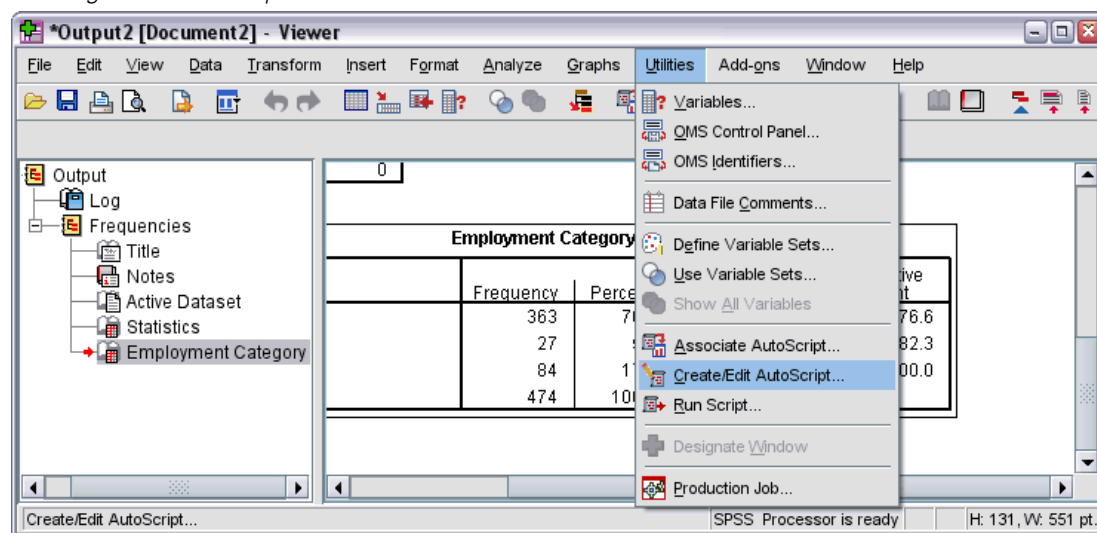 *Output2 [Document2] - Viewer
File Edit View Data Transform Insert Format Analyze Graphs Utilities Add-ons Window Help
Output
Log
Frequencies
Title
Notes
Active Dataset
Statistics
Employment Category
0
Employment Category
Frequency Perce
363
27
84
474 100
76.6
82.3
00.0
Variables...
OMS Control Panel...
OMS Identifiers...
Data File Comments...
Define Variable Sets...
Use Variable Sets...
Show All Variables
Associate AutoScript...
Create/Edit AutoScript...
Run Script...
Designate Window
Production Job...
Create/Edit AutoScript... SPSS Processor is ready H: 131, W: 551 pt.